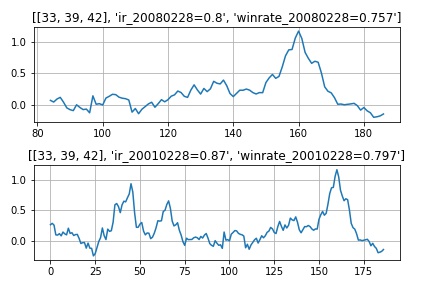 [[33, 39, 42], 'ir_20080228=0.8', 'winrate_20080228=0.757']
1.0
0.5
0.0
80 100 120 140 160 180
[[33, 39, 42], 'ir_20010228=0.87', 'winrate_20010228=0.797']
1.0
0.5
0.0
0 25 50 75 100 125 150 175